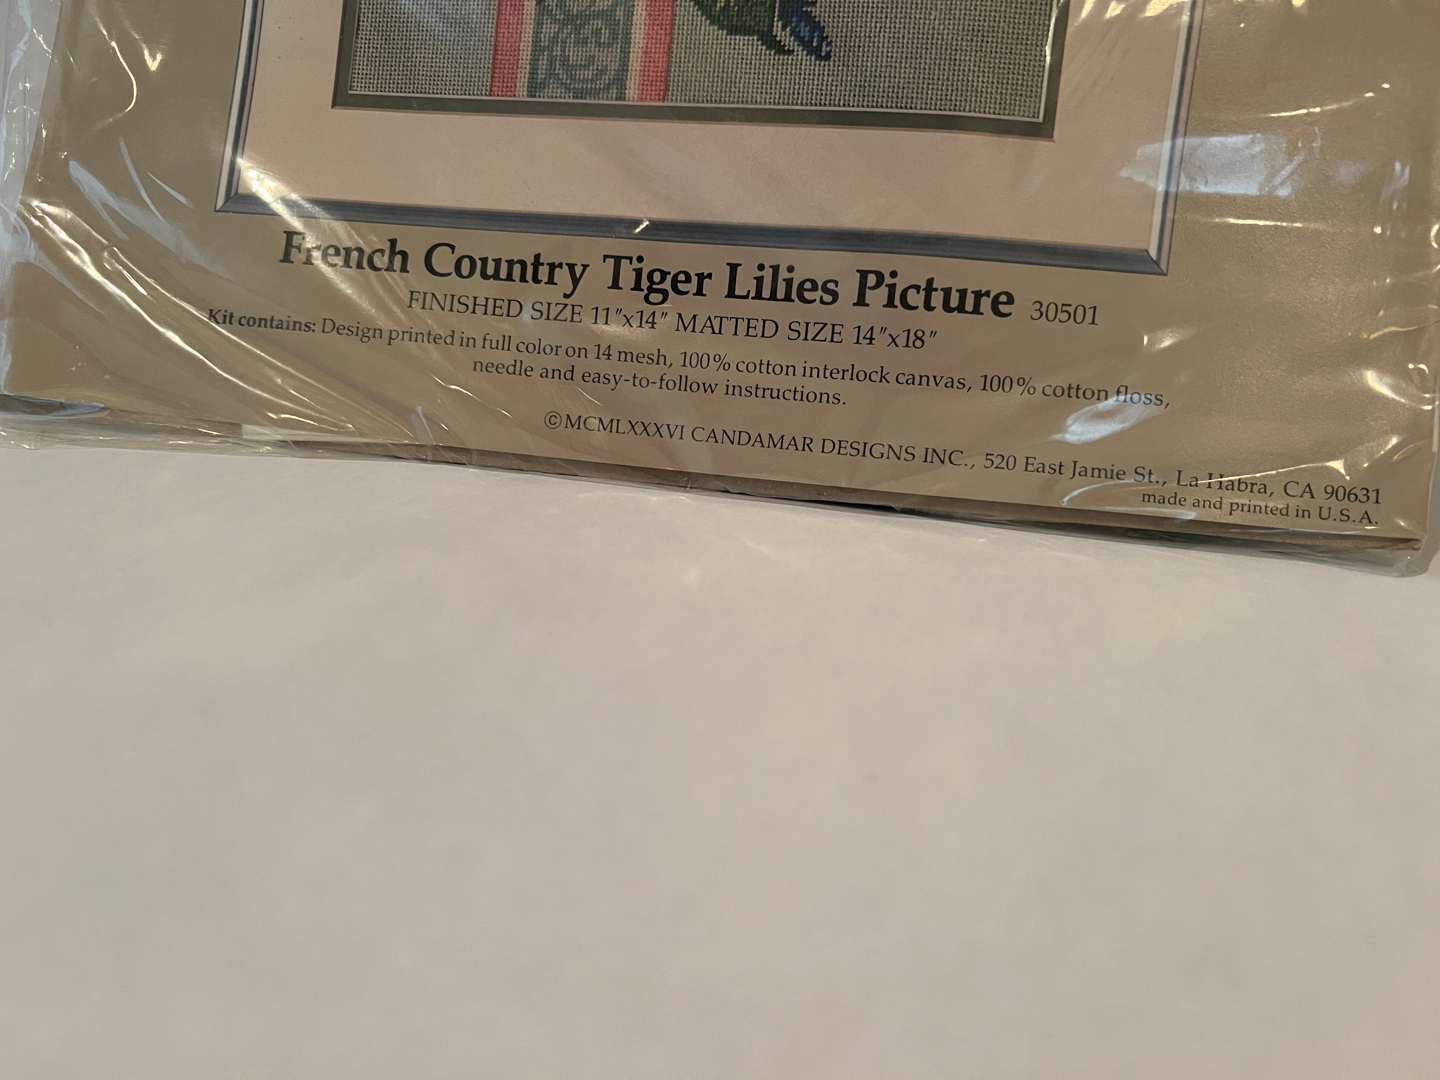 French Country Tiger Lilies Picture 30501
FINISHED SIZE 11"x14" MATTED SIZE 14"x18"
Kit contains: Design printed in full color on 14 mesh, 100% cotton interlock canvas, 100% cotton floss,
needle and easy-to-follow instructions.
©MCMLXXXVI CANDAMAR DESIGNS INC., 520 East Jamie St., La Habra, CA 90631
made and printed in U.S.A.